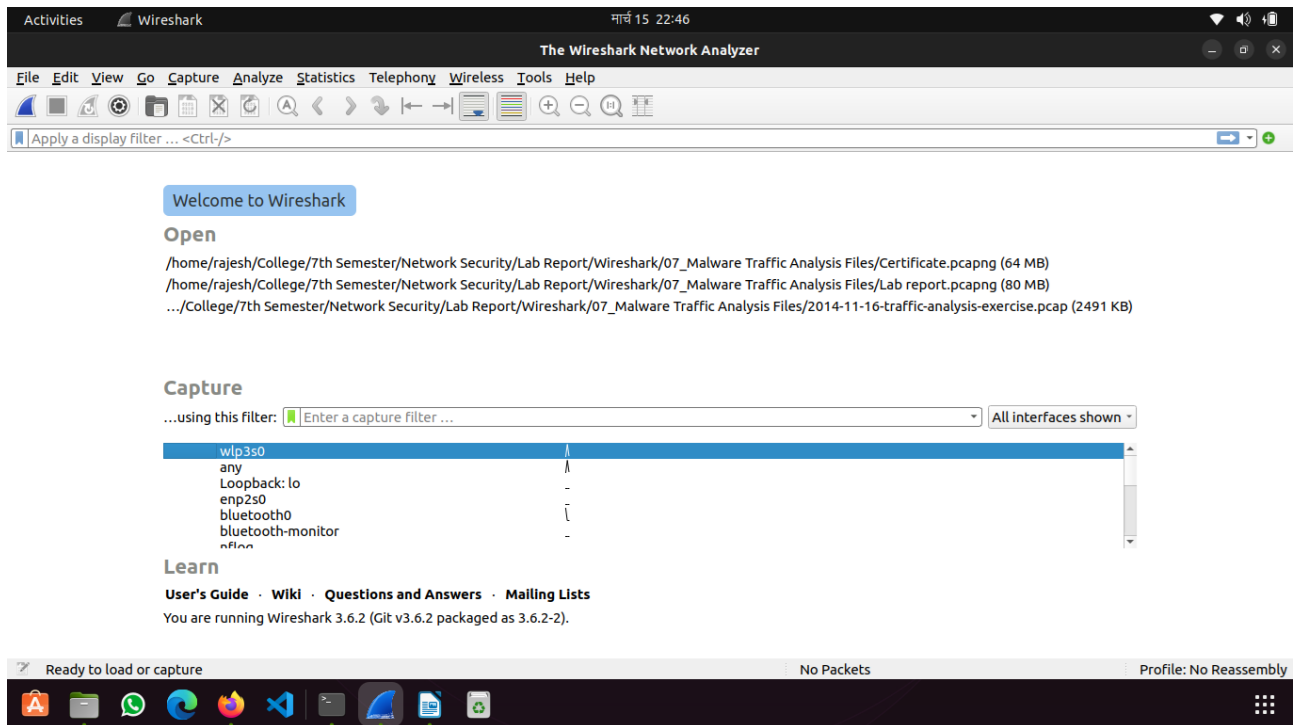 Activities Wireshark मार्च 15 22:46
The Wireshark Network Analyzer
File Edit View Go Capture Analyze Statistics Telephony Wireless Tools Help
Apply a display filter … <Ctrl-/>
Welcome to Wireshark
Open
/home/rajesh/College/7th Semester/Network Security/Lab Report/Wireshark/07_Malware Traffic Analysis Files/Certificate.pcapng (64 MB)
/home/rajesh/College/7th Semester/Network Security/Lab Report/Wireshark/07_Malware Traffic Analysis Files/Lab report.pcapng (80 MB)
…/College/7th Semester/Network Security/Lab Report/Wireshark/07_Malware Traffic Analysis Files/2014-11-16-traffic-analysis-exercise.pcap (2491 KB)
Capture
…using this filter: Enter a capture filter … All interfaces shown
wlp3s0
any
Loopback: lo
enp2s0
bluetooth0
bluetooth-monitor
nflog
Learn
User's Guide · Wiki · Questions and Answers · Mailing Lists
You are running Wireshark 3.6.2 (Git v3.6.2 packaged as 3.6.2-2).
Ready to load or capture No Packets Profile: No Reassembly